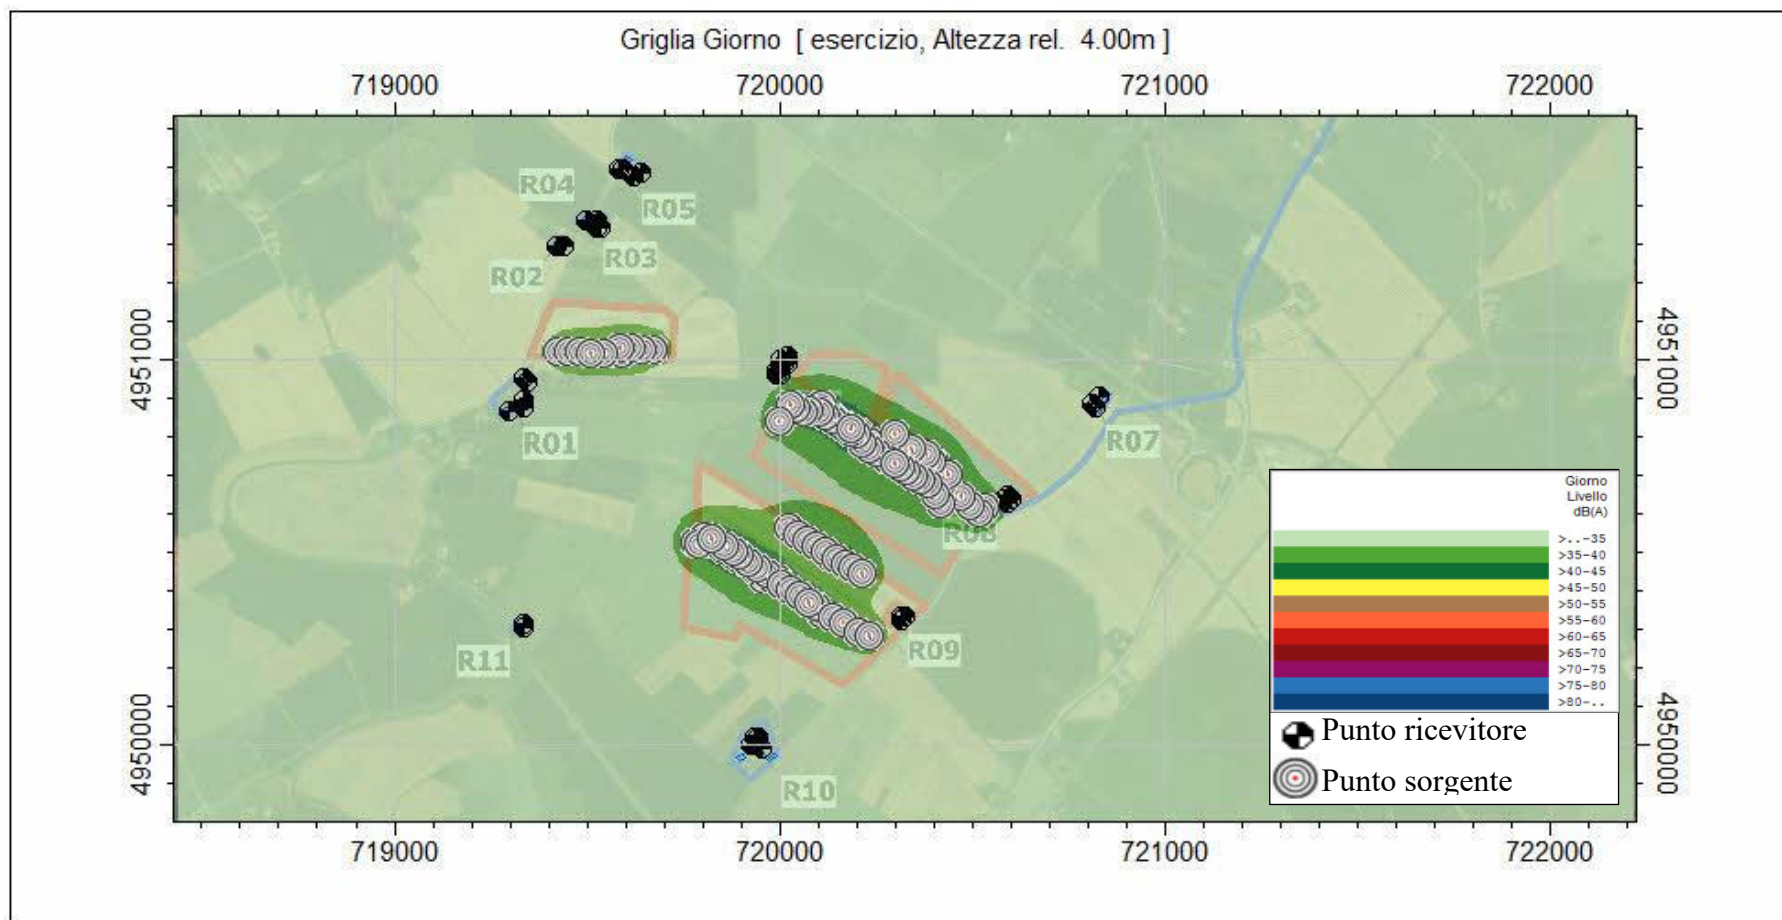 Griglia Giorno [ esercizio, Altezza rel. 4.00m ]
719000 720000 721000 722000
R04
R05
R03
R02
4951000
4951000
R01
R07
R08
R09
R11
R10
4950000
4950000
Giorno
Livello
dB(A)
>..-35
>35-40
>40-45
>45-50
>50-55
>55-60
>60-65
>65-70
>70-75
>75-80
>80-..
Punto ricevitore
Punto sorgente
719000 720000 721000 722000